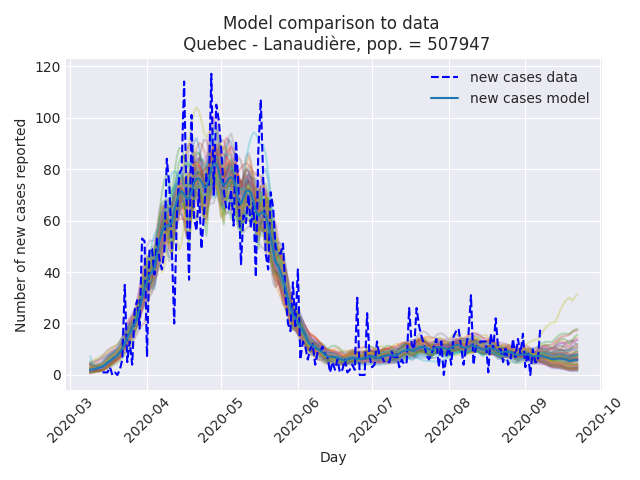 Model comparison to data
Quebec - Lanaudière, pop. = 507947
new cases data
new cases model
Number of new cases reported
120
100
80
60
40
20
0
2020-03
2020-04
2020-05
2020-06
2020-07
2020-08
2020-09
2020-10
Day